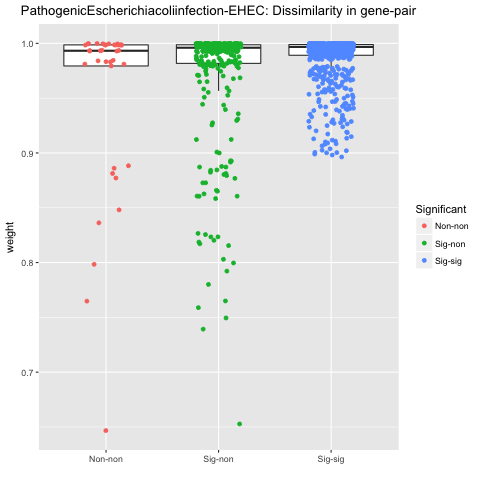 PathogenicEscherichiacoliinfection-EHEC: Dissimilarity in gene-pair
1.0
0.9
0.8
0.7
weight
Non-non
Sig-non
Sig-sig
Significant
Non-non
Sig-non
Sig-sig